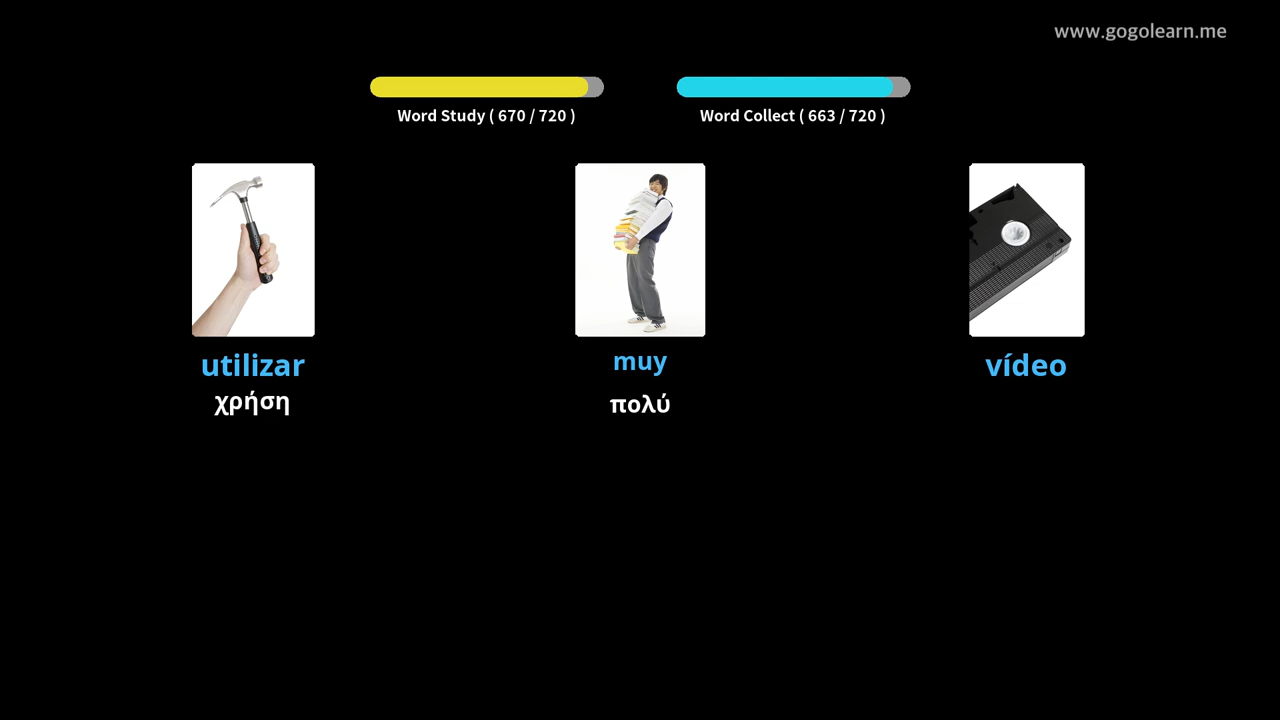 www.gogolearn.me
Word Study ( 670 / 720 )
Word Collect ( 663 / 720 )
utilizar
χρήση
muy
πολύ
vídeo